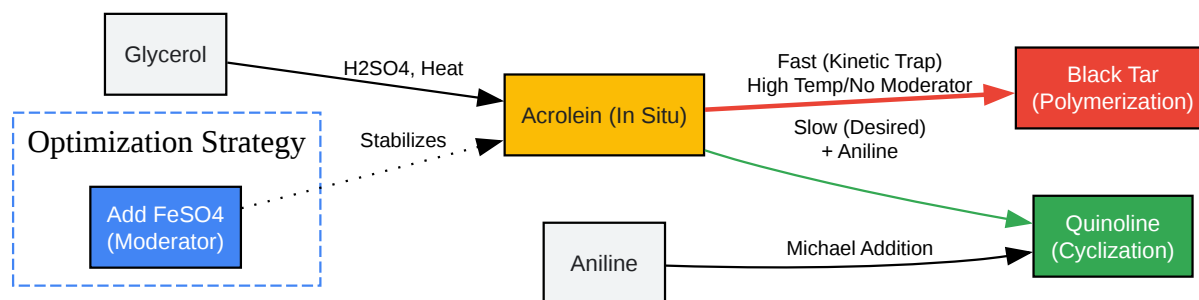 Glycerol
H2SO4, Heat
Optimization Strategy
Add FeSO4
(Moderator)
Stabilizes
Acrolein (In Situ)
Fast (Kinetic Trap)
High Temp/No Moderator
Black Tar
(Polymerization)
Slow (Desired)
+ Aniline
Aniline
Michael Addition
Quinoline
(Cyclization)